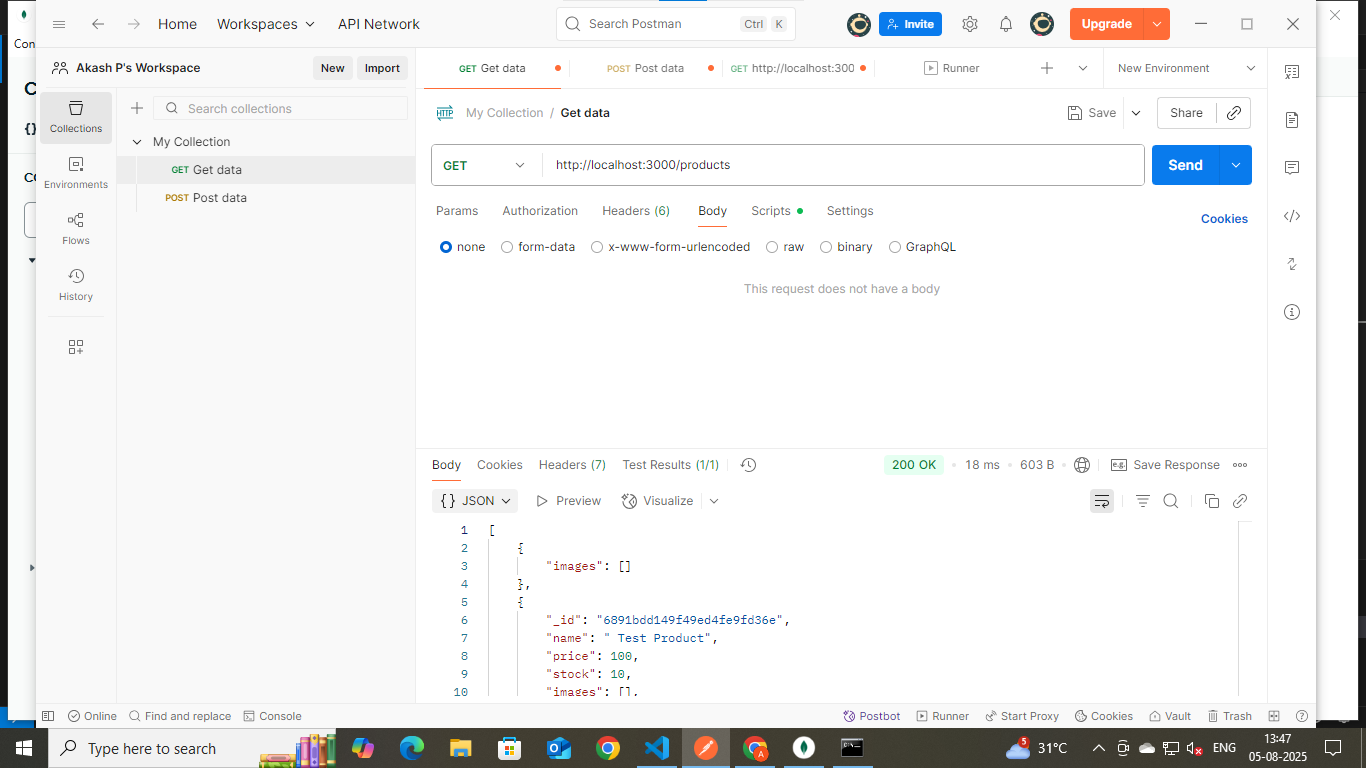 Home
Workspaces
API Network
Search Postman
Ctrl K
Invite
Upgrade
Con
Akash P's Workspace
New
Import
GET Get data
POST Post data
GET http://localhost:300
Runner
New Environment
C
Collections
Search collections
HTTP My Collection / Get data
Save
Share
{}
My Collection
GET Get data
GET
http://localhost:3000/products
Send
CO
Environments
POST Post data
Params
Authorization
Headers (6)
Body
Scripts
Settings
Cookies
Flows
none
form-data
x-www-form-urlencoded
raw
binary
GraphQL
History
This request does not have a body
Body
Cookies
Headers (7)
Test Results (1/1)
200 OK
18 ms
603 B
e.g. Save Response
{} JSON
Preview
Visualize
1 [
2 {
3 "images": []
4 },
5 {
6 "_id": "6891bdd149f49ed4fe9fd36e",
7 "name": " Test Product",
8 "price": 100,
9 "stock": 10,
10 "images": [],
Online
Find and replace
Console
Postbot
Runner
Start Proxy
Cookies
Vault
Trash
Type here to search
A
5
31°C
ENG
13:47
05-08-2025